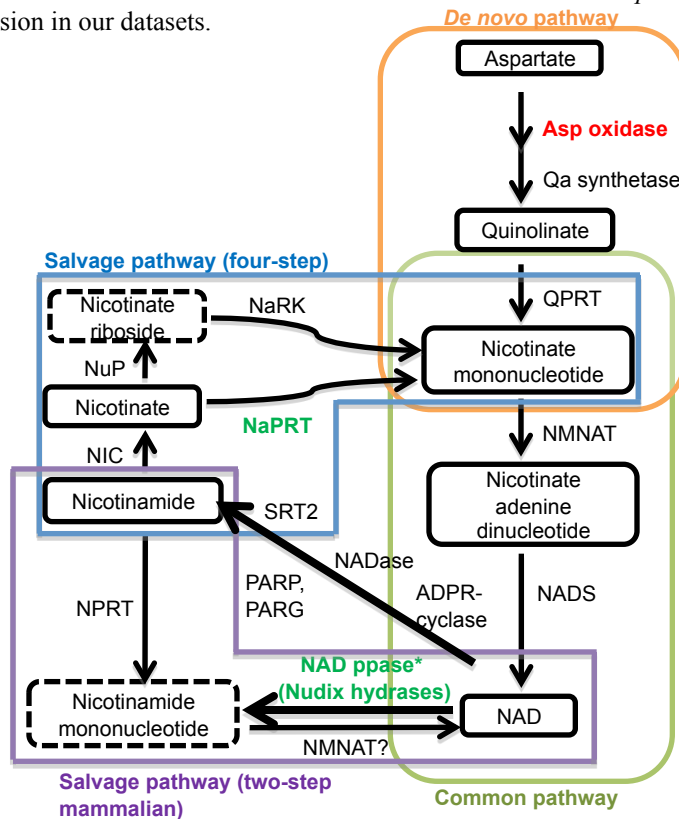 sion in our datasets.
De novo pathway
Aspartate
Asp oxidase
Qa synthetase
Quinolinate
Salvage pathway (four-step)
Nicotinate
riboside
NaRK
QPRT
NuP
Nicotinate
mononucleotide
Nicotinate
NaPRT
NIC
NMNAT
Nicotinamide
SRT2
Nicotinate
adenine
dinucleotide
NADase
PARP,
PARG
ADPR-
cyclase
NADS
NPRT
NAD ppase*
(Nudix hydrases)
Nicotinamide
mononucleotide
NAD
NMNAT?
Salvage pathway (two-step
mammalian)
Common pathway